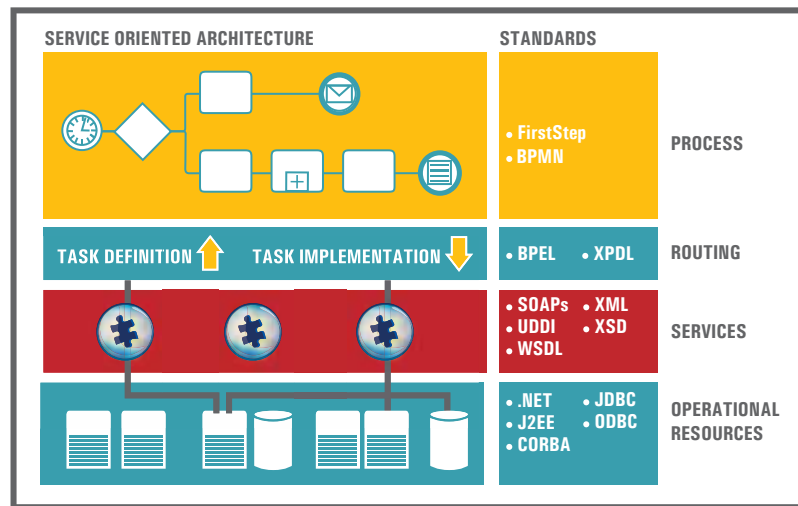 SERVICE ORIENTED ARCHITECTURE
STANDARDS
• FirstStep
• BPMN
PROCESS
TASK DEFINITION
TASK IMPLEMENTATION
• BPEL • XPDL
ROUTING
• SOAPs • XML
• UDDI • XSD
• WSDL
SERVICES
• .NET • JDBC
• J2EE • ODBC
• CORBA
OPERATIONAL
RESOURCES